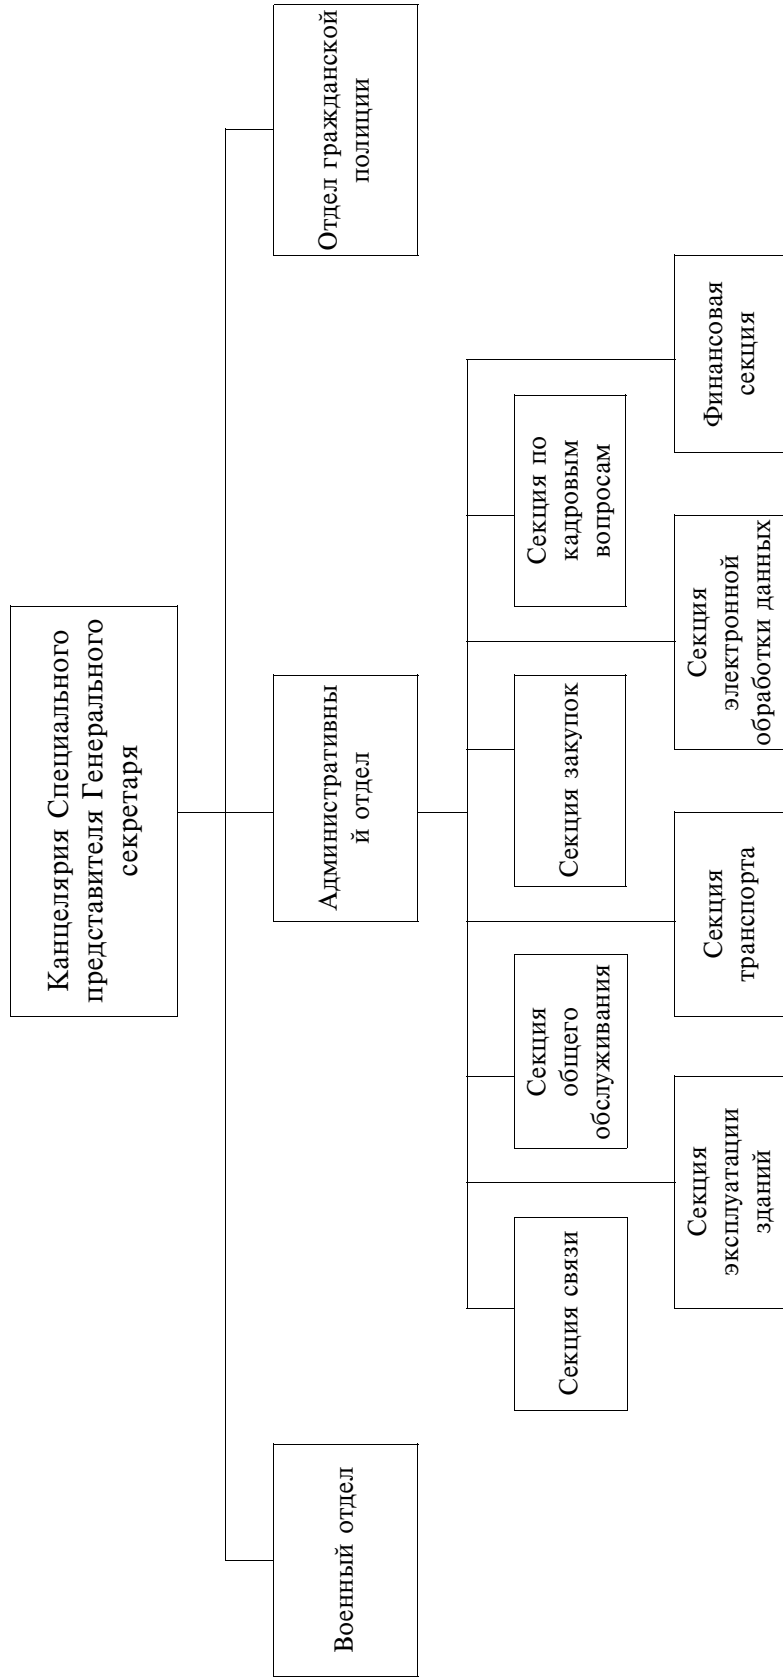 Канцелярия Специального
представителя Генерального
секретаря
Военный отдел
Административны
й отдел
Отдел гражданской
полиции
Секция связи
Секция
общего
обслуживания
Секция закупок
Секция по
кадровым
вопросам
Секция
эксплуатации
зданий
Секция
транспорта
Секция
электронной
обработки данных
Финансовая
секция